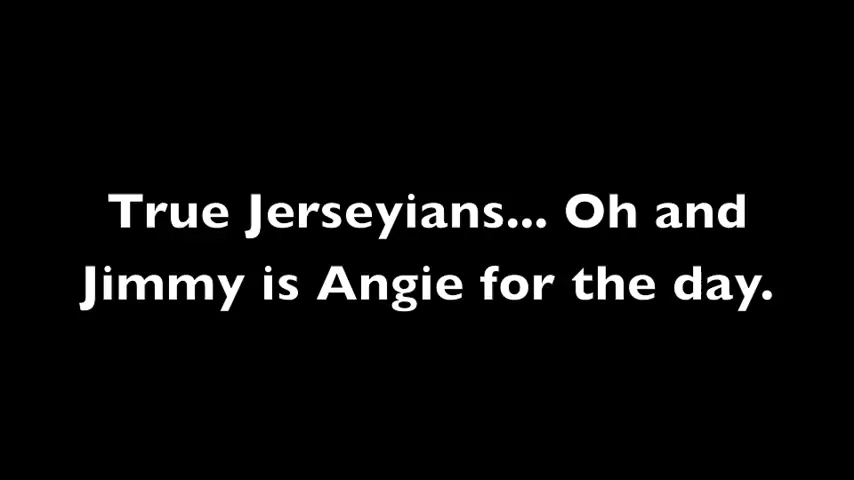 True Jerseyians... Oh and
Jimmy is Angie for the day.